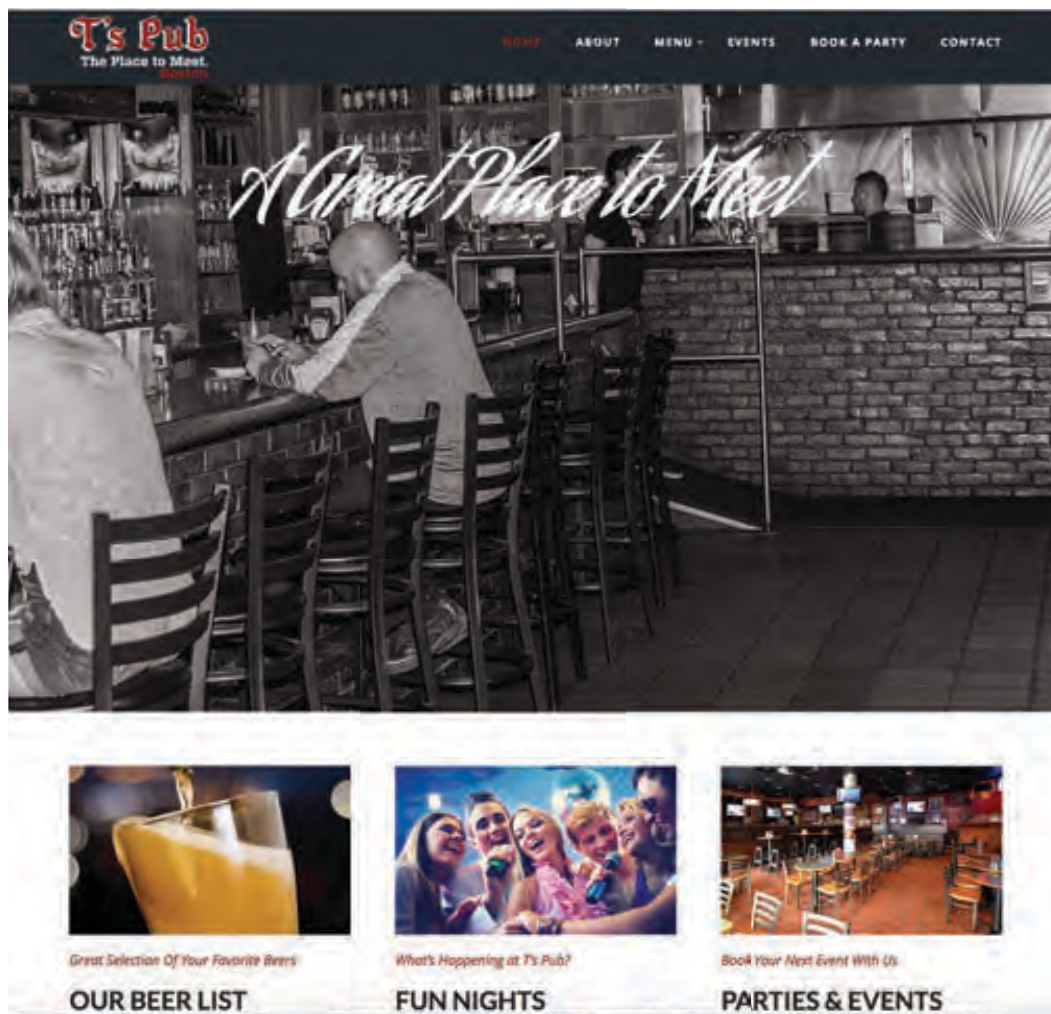 T's Pub
The Place to Meet.
Boston
HOME ABOUT MENU EVENTS BOOK A PARTY CONTACT
A Great Place to Meet
Great Selection Of Your Favorite Beers
OUR BEER LIST
What's Happening at T's Pub?
FUN NIGHTS
Book Your Next Event With Us
PARTIES & EVENTS